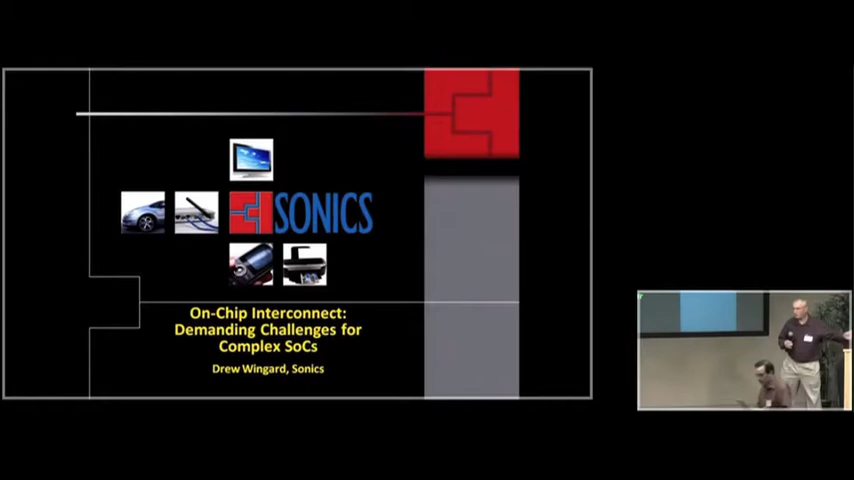 SONICS
On-Chip Interconnect:
Demanding Challenges for
Complex SoCs
Drew Wingard, Sonics